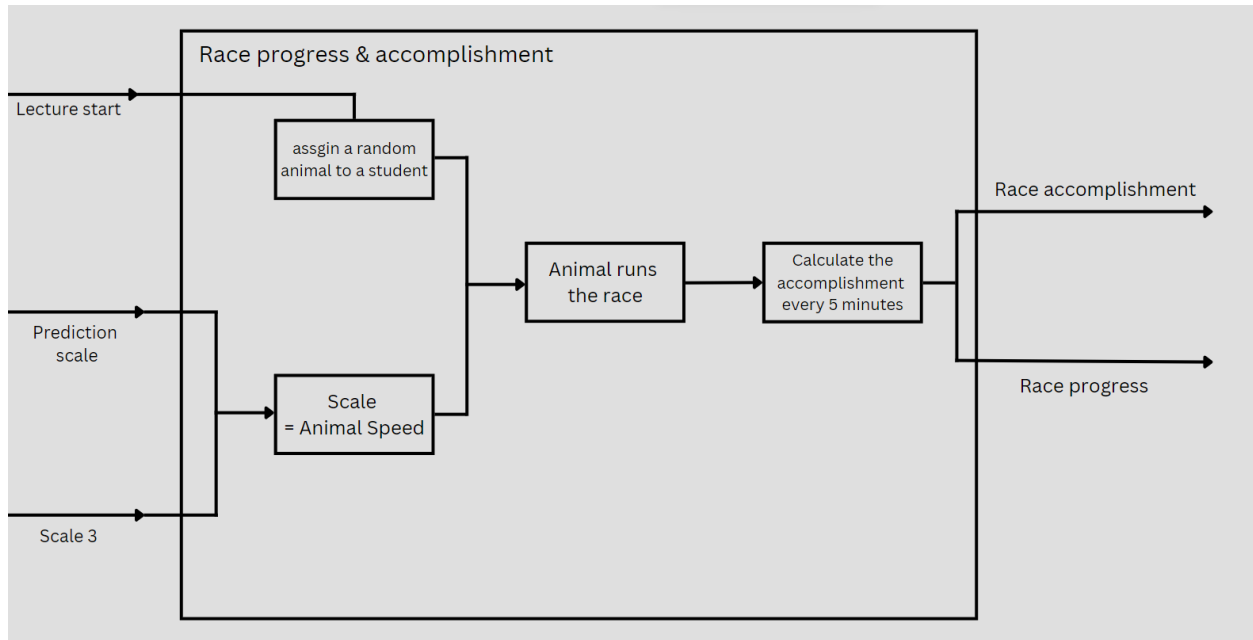 Race progress & accomplishment
Lecture start
assgin a random
animal to a student
Race accomplishment
Animal runs
the race
Calculate the
accomplishment
every 5 minutes
Prediction
scale
Race progress
Scale
= Animal Speed
Scale 3